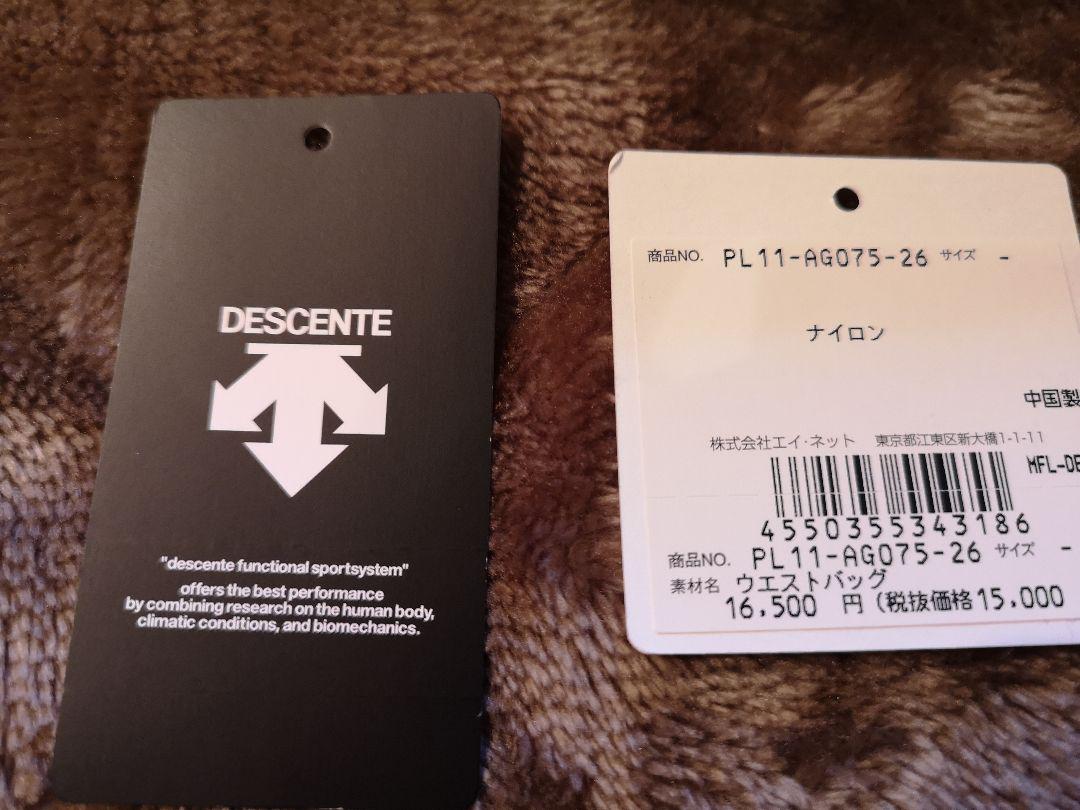 DESCENTE
"descente functional sportsystem"
offers the best performance
by combining research on the human body,
climatic conditions, and biomechanics.
商品NO. PL11-AG075-26 サイズ -
ナイロン
中国製
株式会社エイ・ネット 東京都江東区新大橋1-1-11
MFL-DE
4550355343186
商品NO. PL11-AG075-26 サイズ -
素材名 ウエストバッグ
16,500 円 (税抜価格15,000